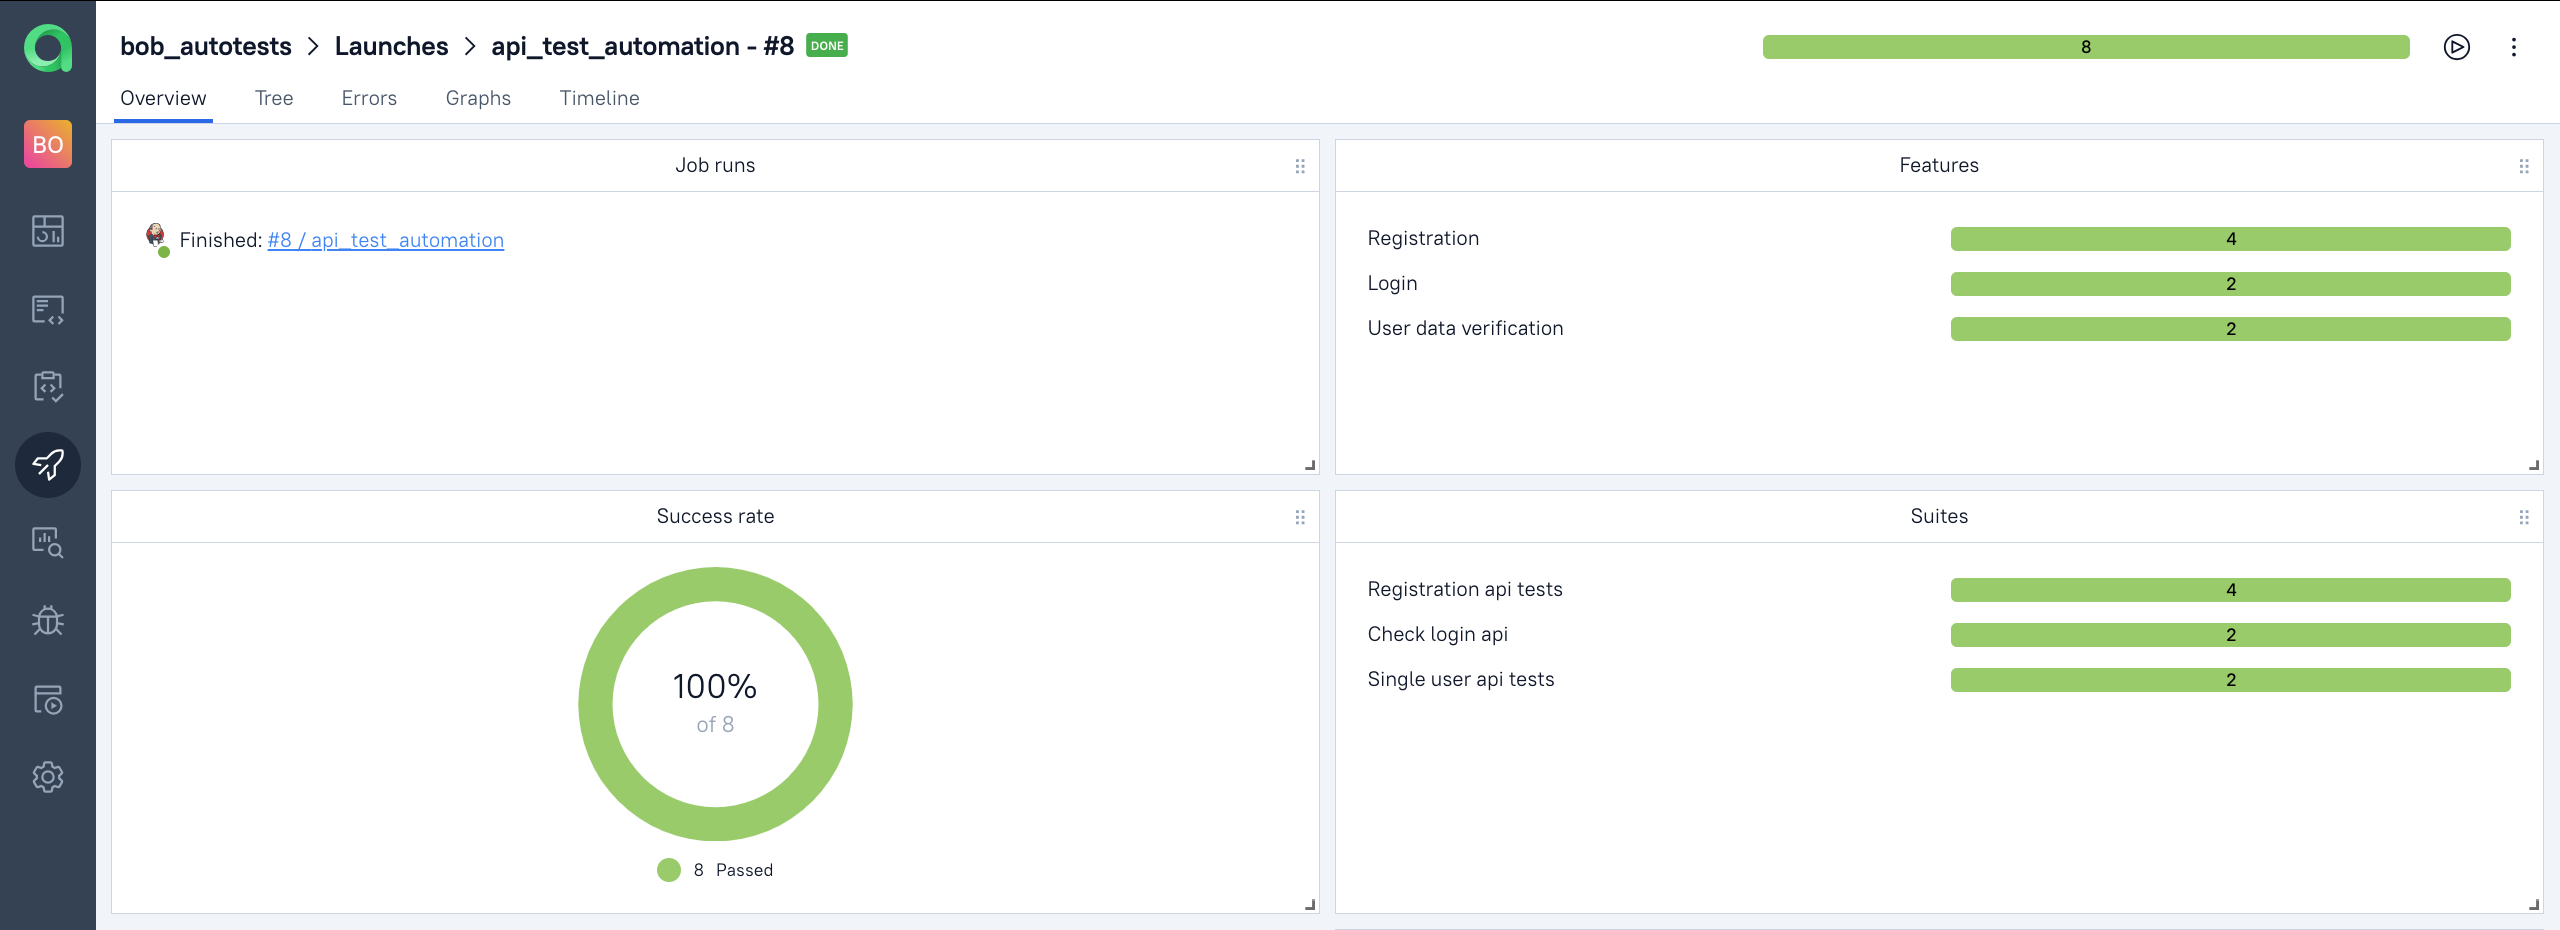 bob_autotests > Launches > api_test_automation - #8 DONE
8
Overview Tree Errors Graphs Timeline
BO
Job runs
Finished: #8 / api_test_automation
Features
Registration 4
Login 2
User data verification 2
Success rate
100%
of 8
8 Passed
Suites
Registration api tests 4
Check login api 2
Single user api tests 2